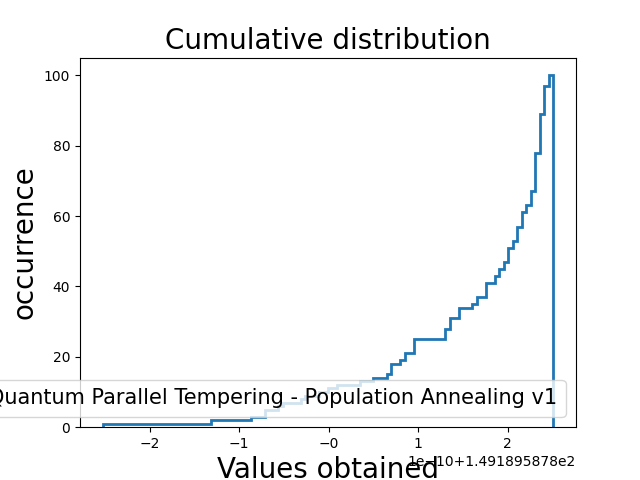 Cumulative distribution
occurrence
100
80
60
40
20
0
Parallel Tempering - Population Annealing v1
−2
−1
−0
1
2
1e−10+1.491895878e2
Values obtained